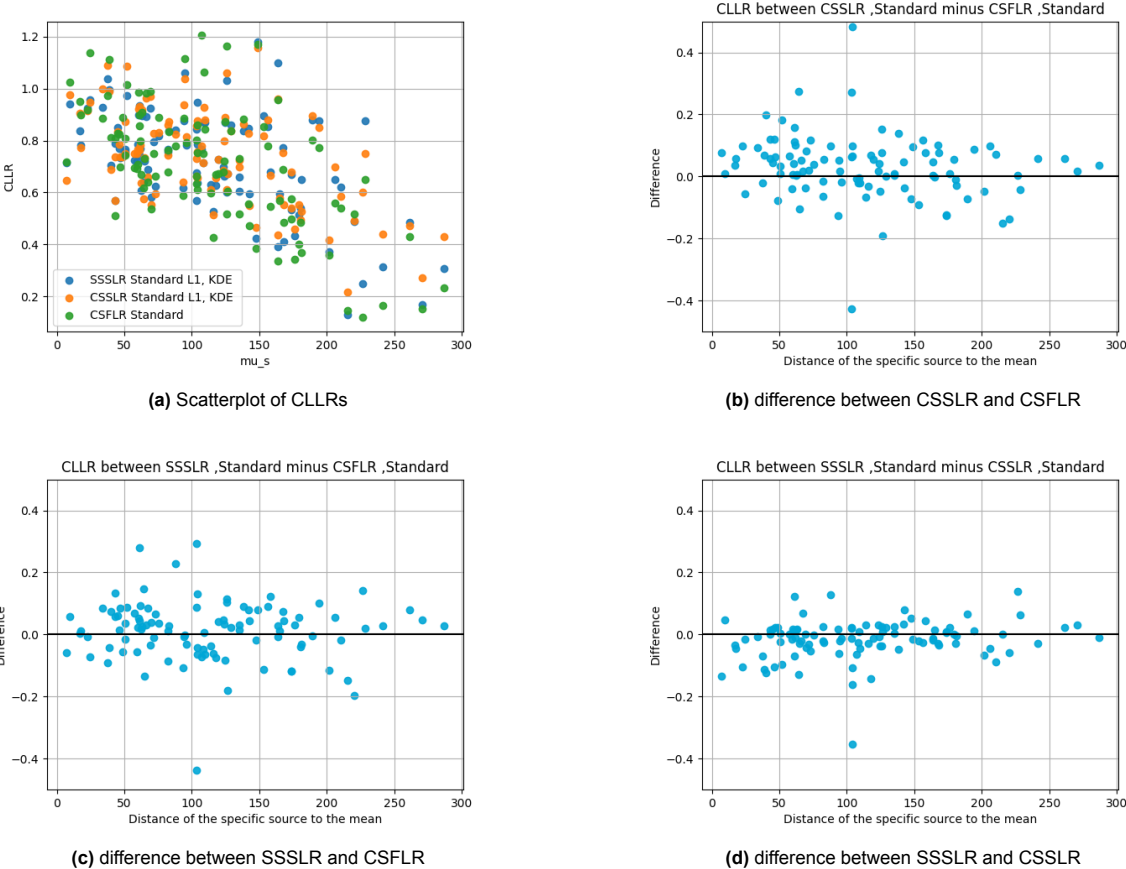 1.2
1.0
0.8
0.6
0.4
0.2
CLLR
SSSLR Standard L1, KDE
CSSLR Standard L1, KDE
CSFLR Standard
0 50 100 150 200 250 300
mu_s
(a) Scatterplot of CLLRs
CLLR between CSSLR ,Standard minus CSFLR ,Standard
0.4
0.2
0.0
−0.2
−0.4
Difference
0 50 100 150 200 250 300
Distance of the specific source to the mean
(b) difference between CSSLR and CSFLR
CLLR between SSSLR ,Standard minus CSFLR ,Standard
0.4
0.2
0.0
−0.2
−0.4
Difference
0 50 100 150 200 250 300
Distance of the specific source to the mean
(c) difference between SSSLR and CSFLR
CLLR between SSSLR ,Standard minus CSSLR ,Standard
0.4
0.2
0.0
−0.2
−0.4
Difference
0 50 100 150 200 250 300
Distance of the specific source to the mean
(d) difference between SSSLR and CSSLR